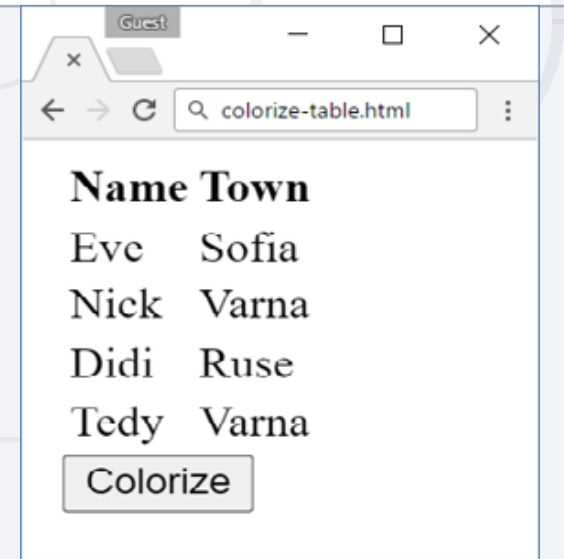 Guest
colorize-table.html
Name Town
Eve Sofia
Nick Varna
Didi Ruse
Tedy Varna
Colorize